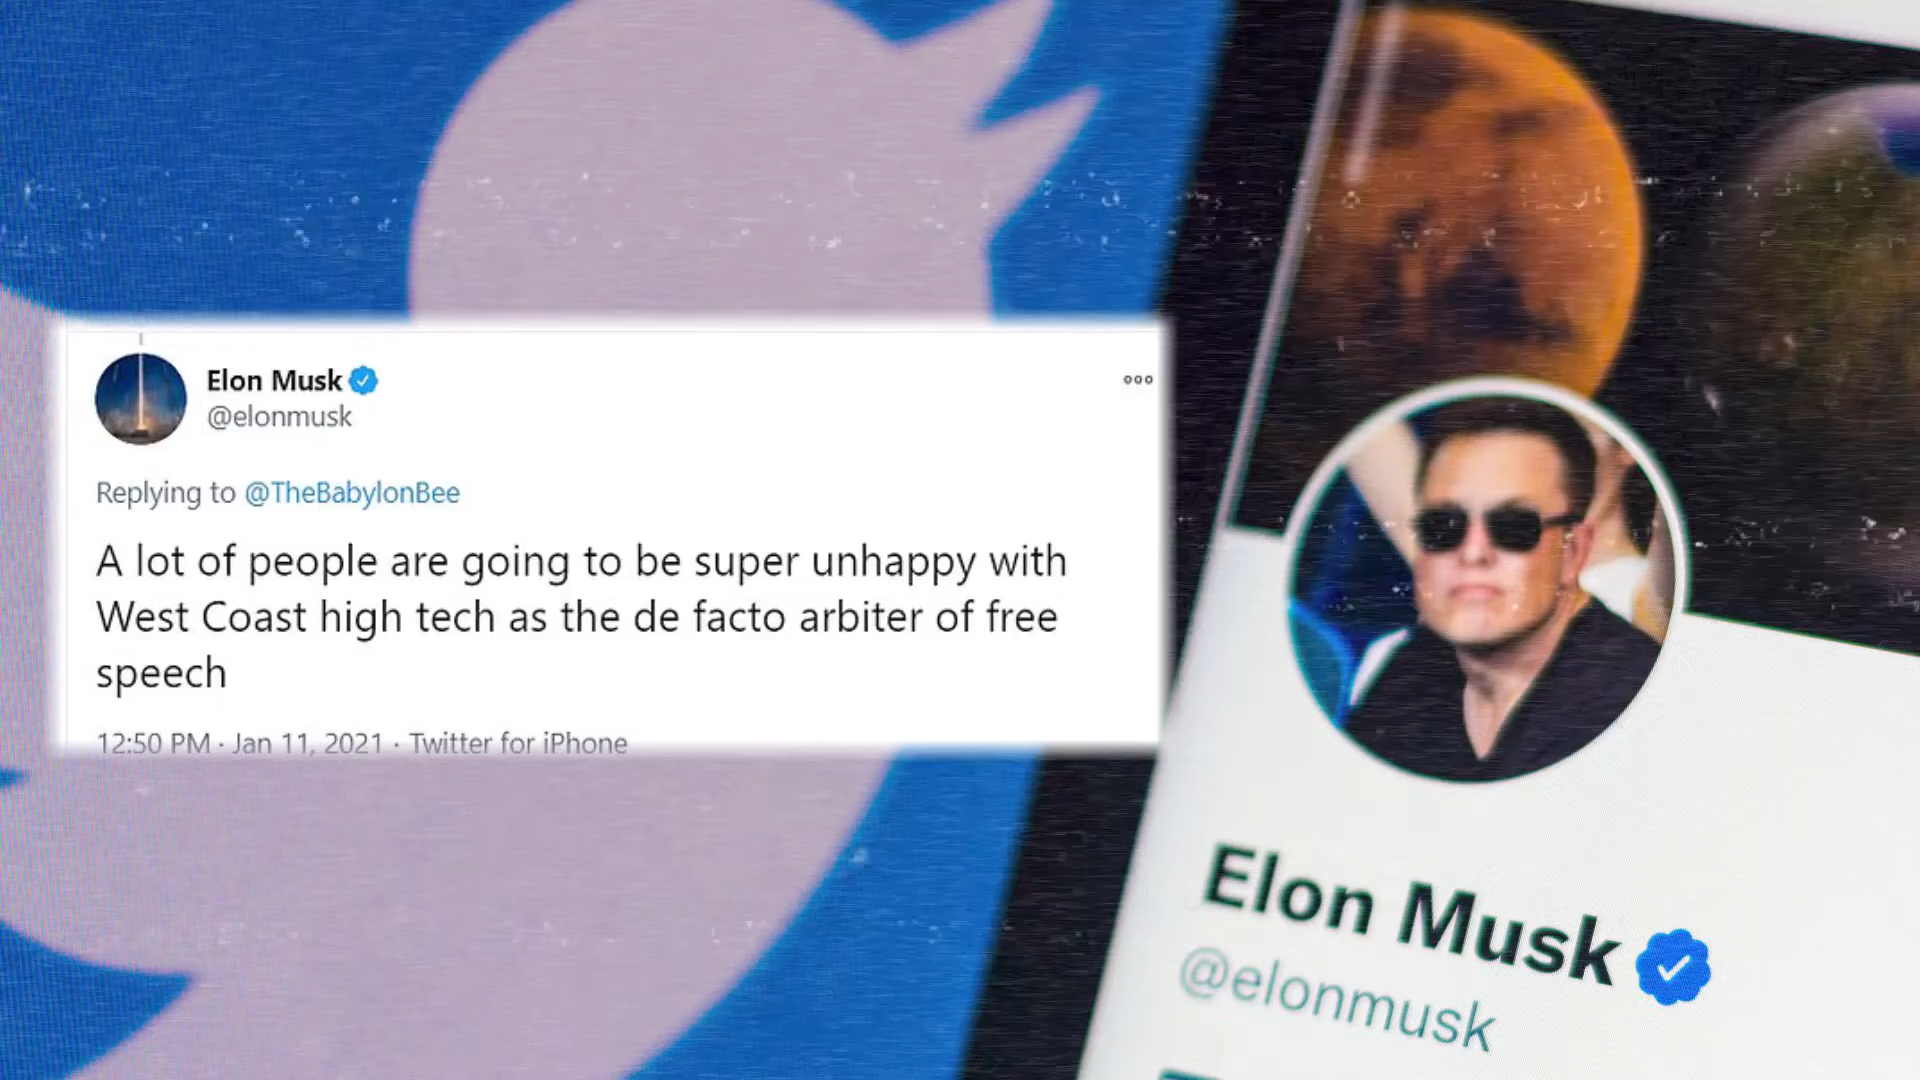 Elon Musk
@elonmusk
Replying to @TheBabylonBee
A lot of people are going to be super unhappy with
West Coast high tech as the de facto arbiter of free
speech
12:50 PM · Jan 11, 2021 · Twitter for iPhone
Elon Musk
@elonmusk